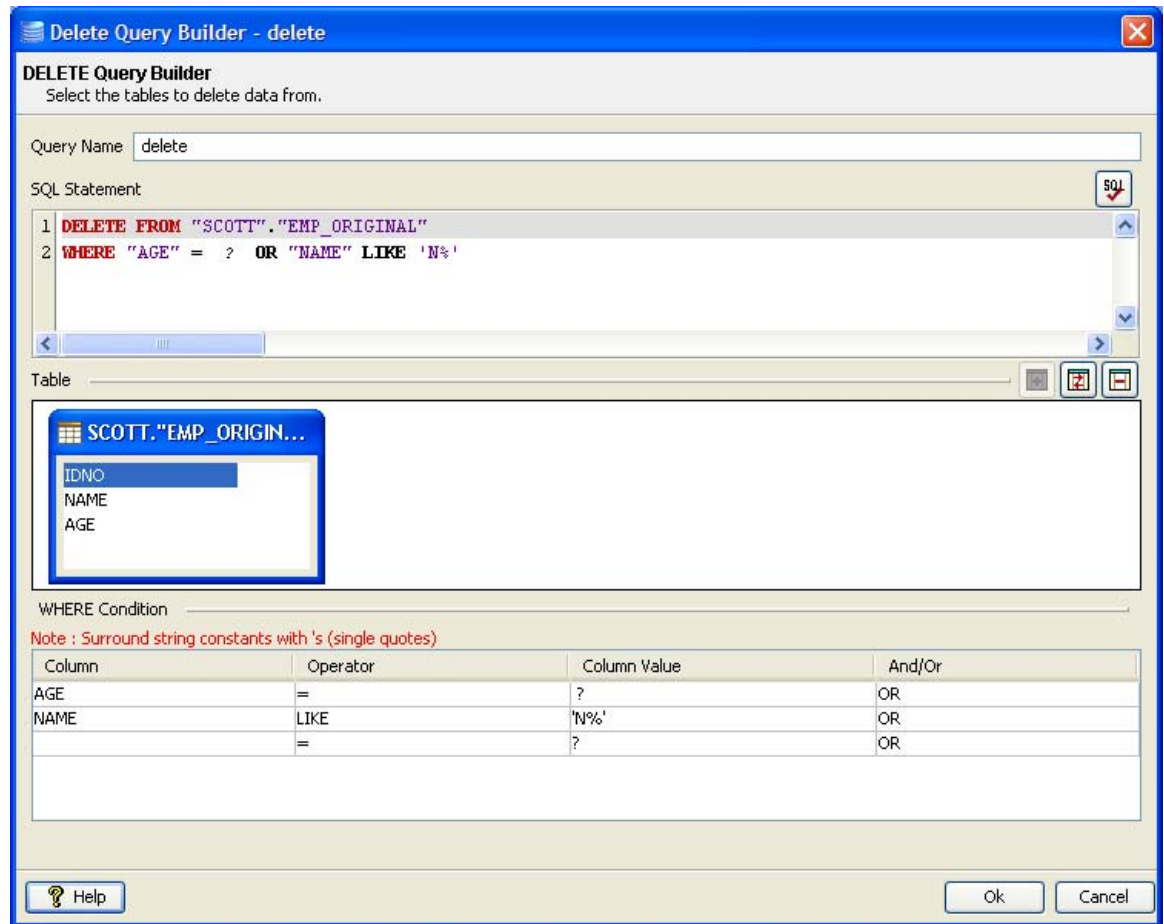 Delete Query Builder - delete
DELETE Query Builder
Select the tables to delete data from.
Query Name delete
SQL Statement
SQL
1 DELETE FROM "SCOTT"."EMP_ORIGINAL"
2 WHERE "AGE" = ? OR "NAME" LIKE 'N%'
Table
SCOTT."EMP_ORIGIN...
IDNO
NAME
AGE
WHERE Condition
Note : Surround string constants with 's (single quotes)
Column Operator Column Value And/Or
AGE = ? OR
NAME LIKE 'N%' OR
= ? OR
Help Ok Cancel